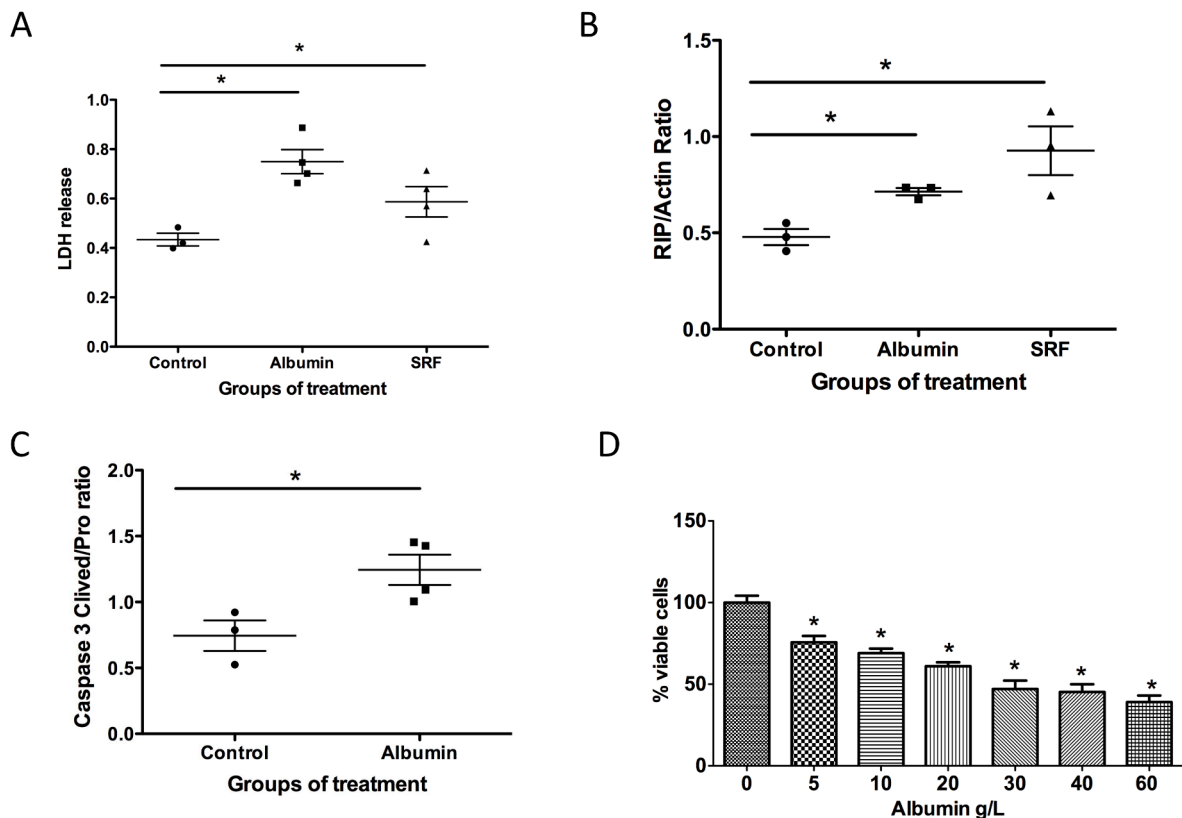 A
*
*
LDH release
1.0
0.8
0.6
0.4
0.2
0.0
Control Albumin SRF
Groups of treatment
B
*
*
RIP/Actin Ratio
1.5
1.0
0.5
0.0
Control Albumin SRF
Groups of treatment
C
*
Caspase 3 Clived/Pro ratio
2.0
1.5
1.0
0.5
0.0
Control Albumin
Groups of treatment
D
% viable cells
150
100
50
0
* * * * * *
0 5 10 20 30 40 60
Albumin g/L